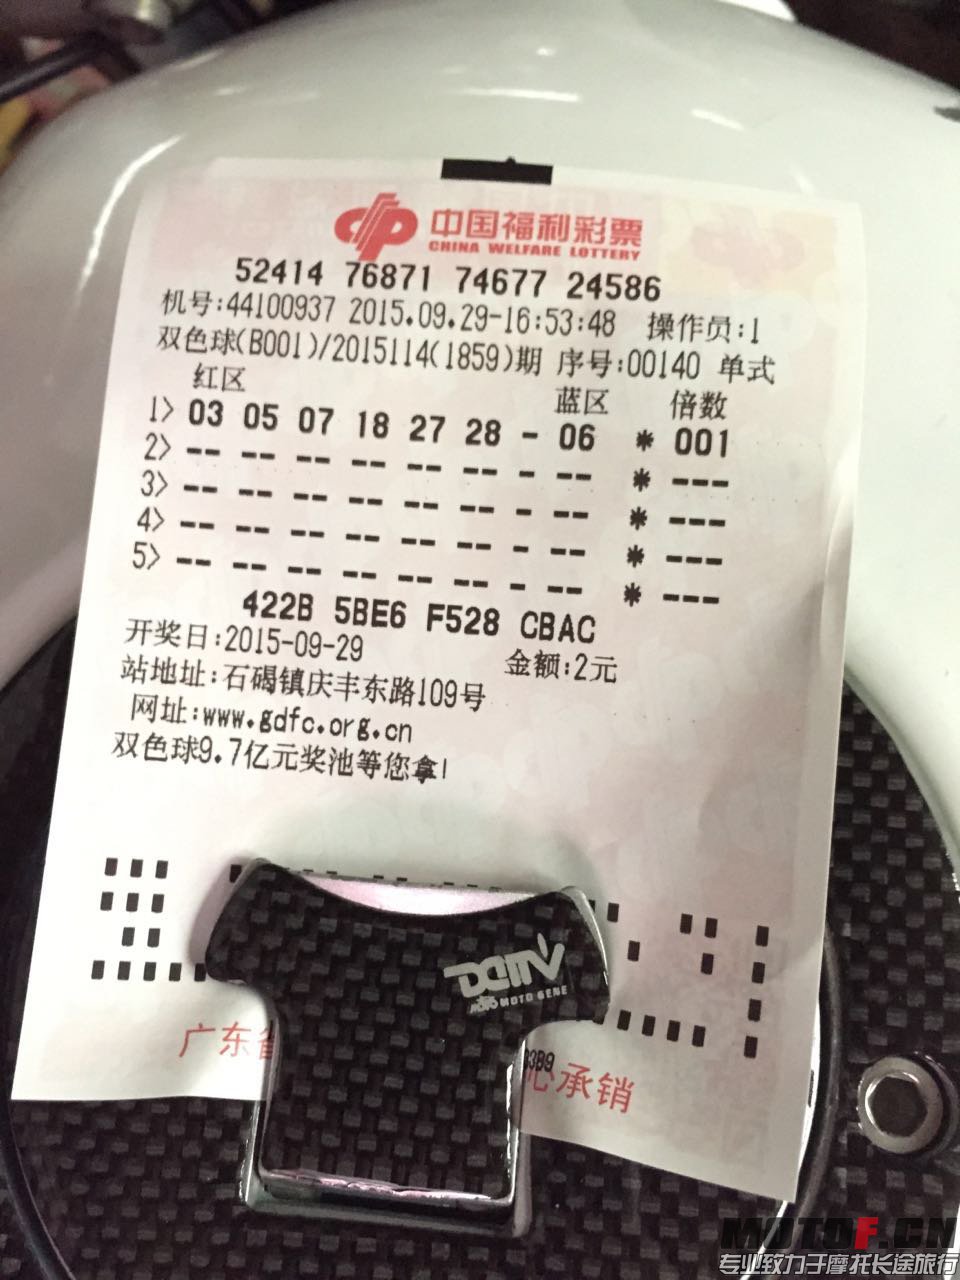 中国福利彩票
CHINA WELFARE LOTTERY
52414 76871 74677 24586
机号:44100937 2015.09.29-16:53:48 操作员:1
双色球(B001)/2015114(1859)期 序号:00140 单式
红区 蓝区 倍数
1> 03 05 07 18 27 28 - 06 * 001
2> -- -- -- -- -- -- - -- * ---
3> -- -- -- -- -- -- - -- * ---
4> -- -- -- -- -- -- - -- * ---
5> -- -- -- -- -- -- - -- * ---
422B 5BE6 F528 CBAC
开奖日:2015-09-29 金额:2元
站地址:石碣镇庆丰东路109号
网址:www.gdfc.org.cn
双色球9.7亿元奖池等您拿!
MOTO GENE
广东省
心承销
MOTOF.CN
专业致力于摩托长途旅行